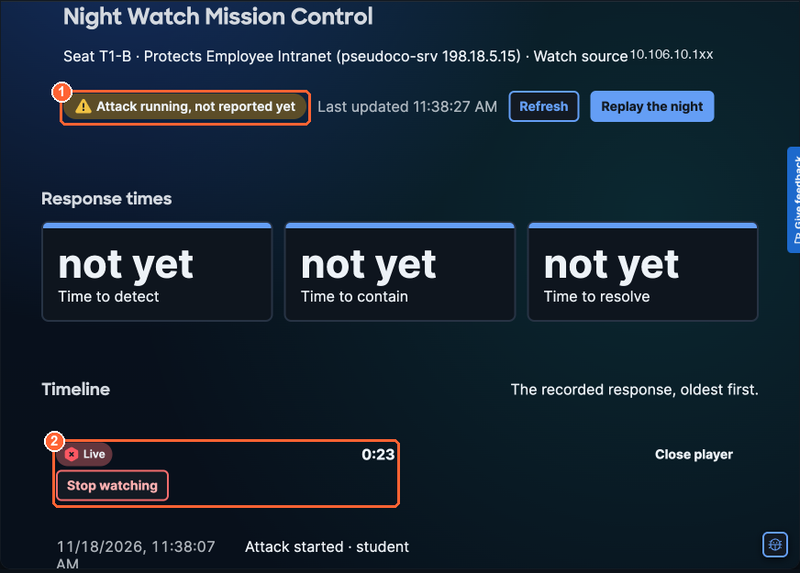 Night Watch Mission Control
Seat T1-B · Protects Employee Intranet (pseudoco-srv 198.18.5.15) · Watch source 10.106.10.1xx
1
Attack running, not reported yet
Last updated 11:38:27 AM
Refresh
Replay the night
Give feedback
Response times
not yet
Time to detect
not yet
Time to contain
not yet
Time to resolve
Timeline
The recorded response, oldest first.
2
Live
0:23
Close player
Stop watching
11/18/2026, 11:38:07
AM
Attack started · student